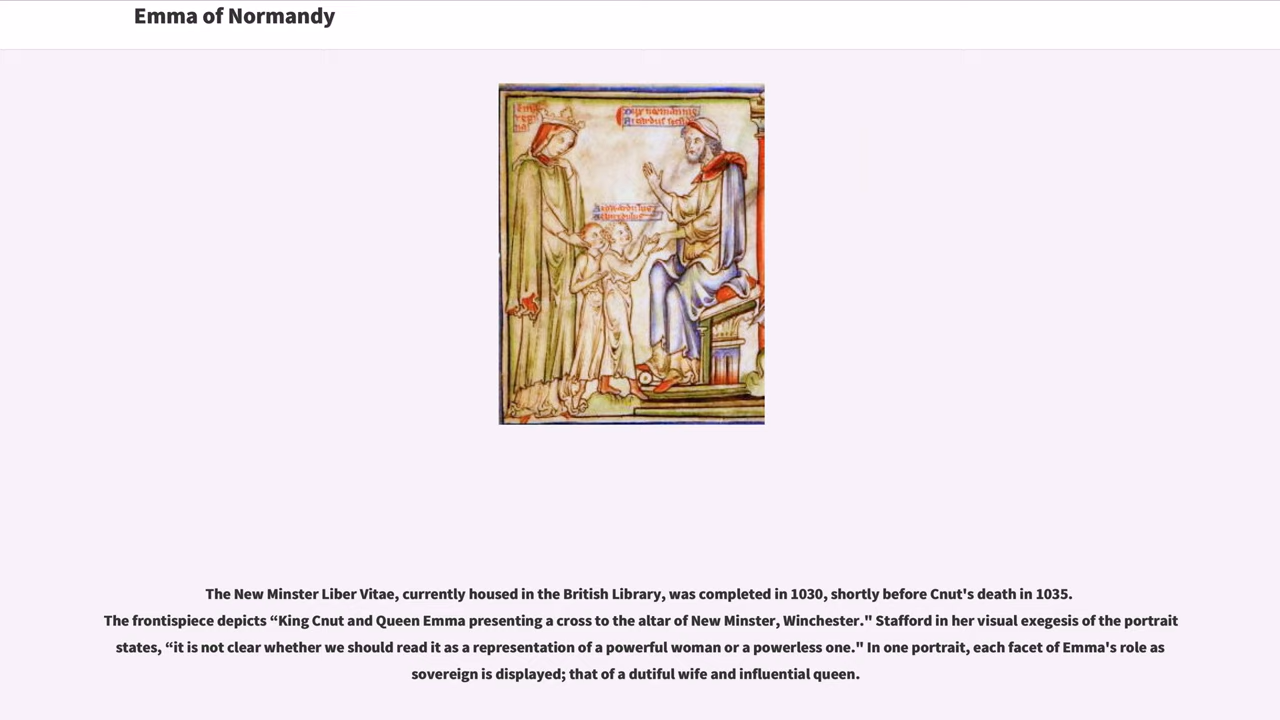 Emma of Normandy
The New Minster Liber Vitae, currently housed in the British Library, was completed in 1030, shortly before Cnut's death in 1035.
The frontispiece depicts “King Cnut and Queen Emma presenting a cross to the altar of New Minster, Winchester." Stafford in her visual exegesis of the portrait
states, “it is not clear whether we should read it as a representation of a powerful woman or a powerless one." In one portrait, each facet of Emma's role as
sovereign is displayed; that of a dutiful wife and influential queen.